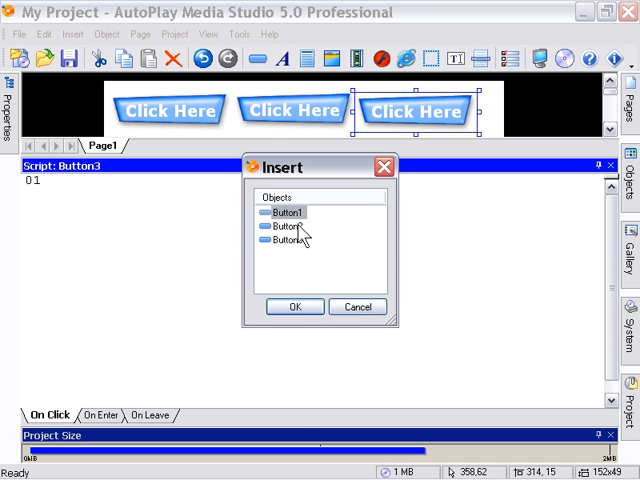 My Project - AutoPlay Media Studio 5.0 Professional
File Edit Insert Object Page Project View Tools Help
Properties
Click Here Click Here Click Here
Page1
Script: Button3
01
Insert
Objects
Button1
Button
Button
OK Cancel
On Click On Enter On Leave
Project Size
0MB 2MB
Ready 1 MB 358,62 314, 15 152x49
Pages
Objects
Gallery
System
Project